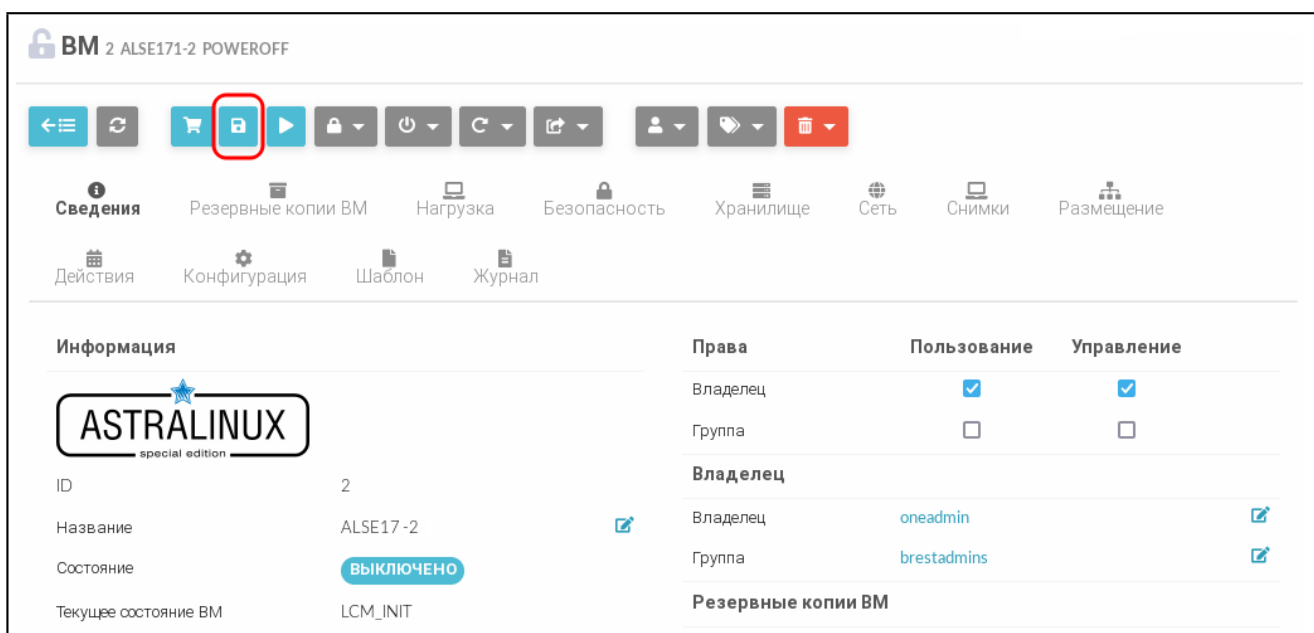 ВМ 2 ALSE171-2 POWEROFF
Сведения Резервные копии ВМ Нагрузка Безопасность Хранилище Сеть Снимки Размещение
Действия Конфигурация Шаблон Журнал
Информация
ASTRALINUX
special edition
ID 2
Название ALSE17 -2
Состояние ВЫКЛЮЧЕНО
Текущее состояние ВМ LCM_INIT
Права Пользование Управление
Владелец
Группа
Владелец
Владелец oneadmin
Группа brestadmins
Резервные копии ВМ